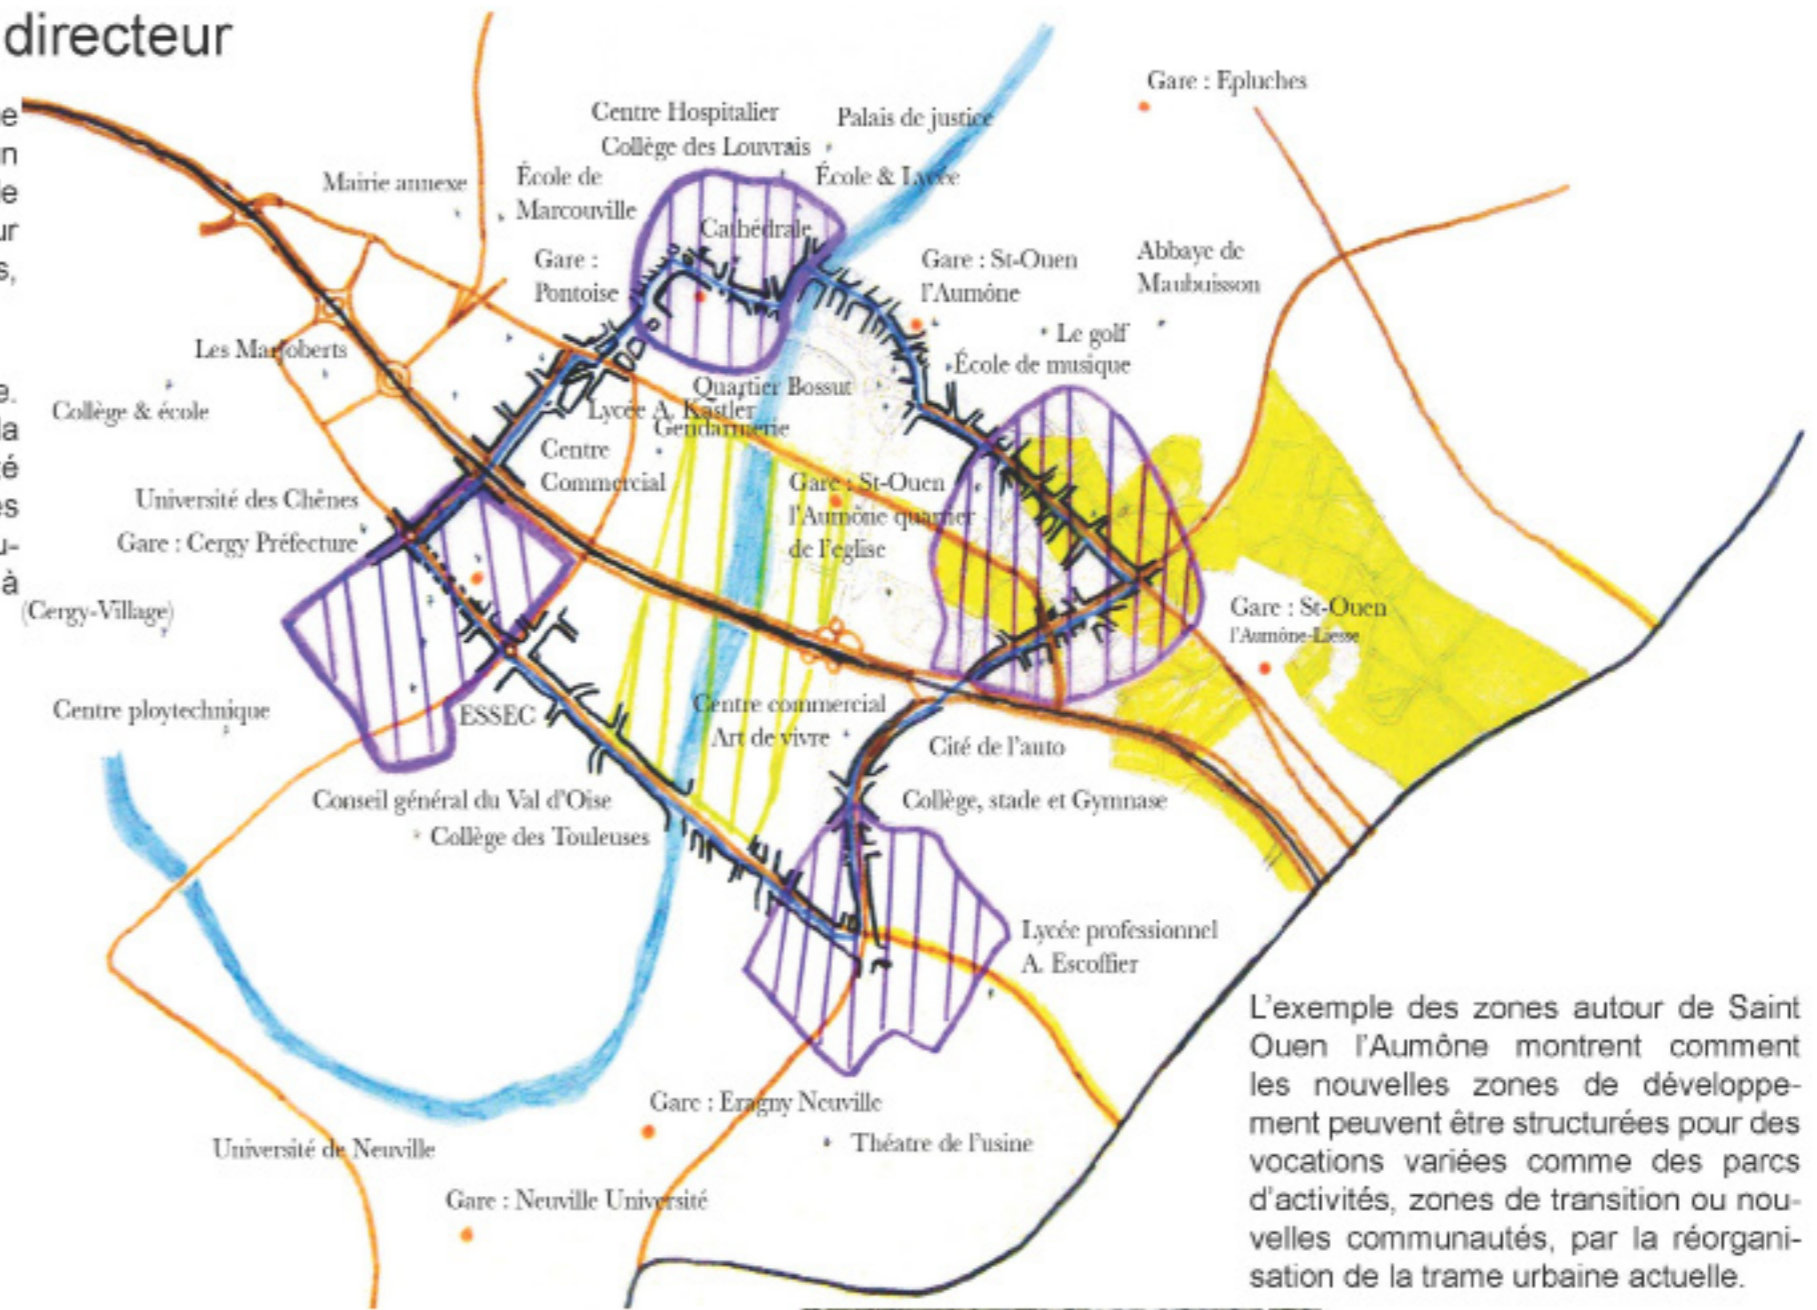 directeur
Gare : Epluches
Centre Hospitalier
Palais de justice
Collège des Louvrais
École de
École & Lycée
Mairie annexe
Marcouville
Cathédrale
Gare :
Pontoise
Gare : St-Ouen
l'Aumône
Abbaye de
Maubuisson
Le golf
École de musique
Les Marjoberts
Quartier Bossut
Collège & école
Lycée A. Kastler
Gendarmerie
Centre
Commercial
Gare : St-Ouen
l'Aumône quartier
de l'eglise
Université des Chênes
Gare : Cergy Préfecture
(Cergy-Village)
Gare : St-Ouen
l'Aumône-Liesse
Centre ploytechnique
ESSEC
Centre commercial
Art de vivre
Cité de l'auto
Conseil général du Val d'Oise
Collège, stade et Gymnase
Collège des Touleuses
Lycée professionnel
A. Escoffier
Gare : Eragny Neuville
Théatre de l'usine
Université de Neuville
Gare : Neuville Université
L'exemple des zones autour de Saint
Ouen l'Aumône montrent comment
les nouvelles zones de développe-
ment peuvent être structurées pour des
vocations variées comme des parcs
d'activités, zones de transition ou nou-
velles communautés, par la réorgani-
sation de la trame urbaine actuelle.